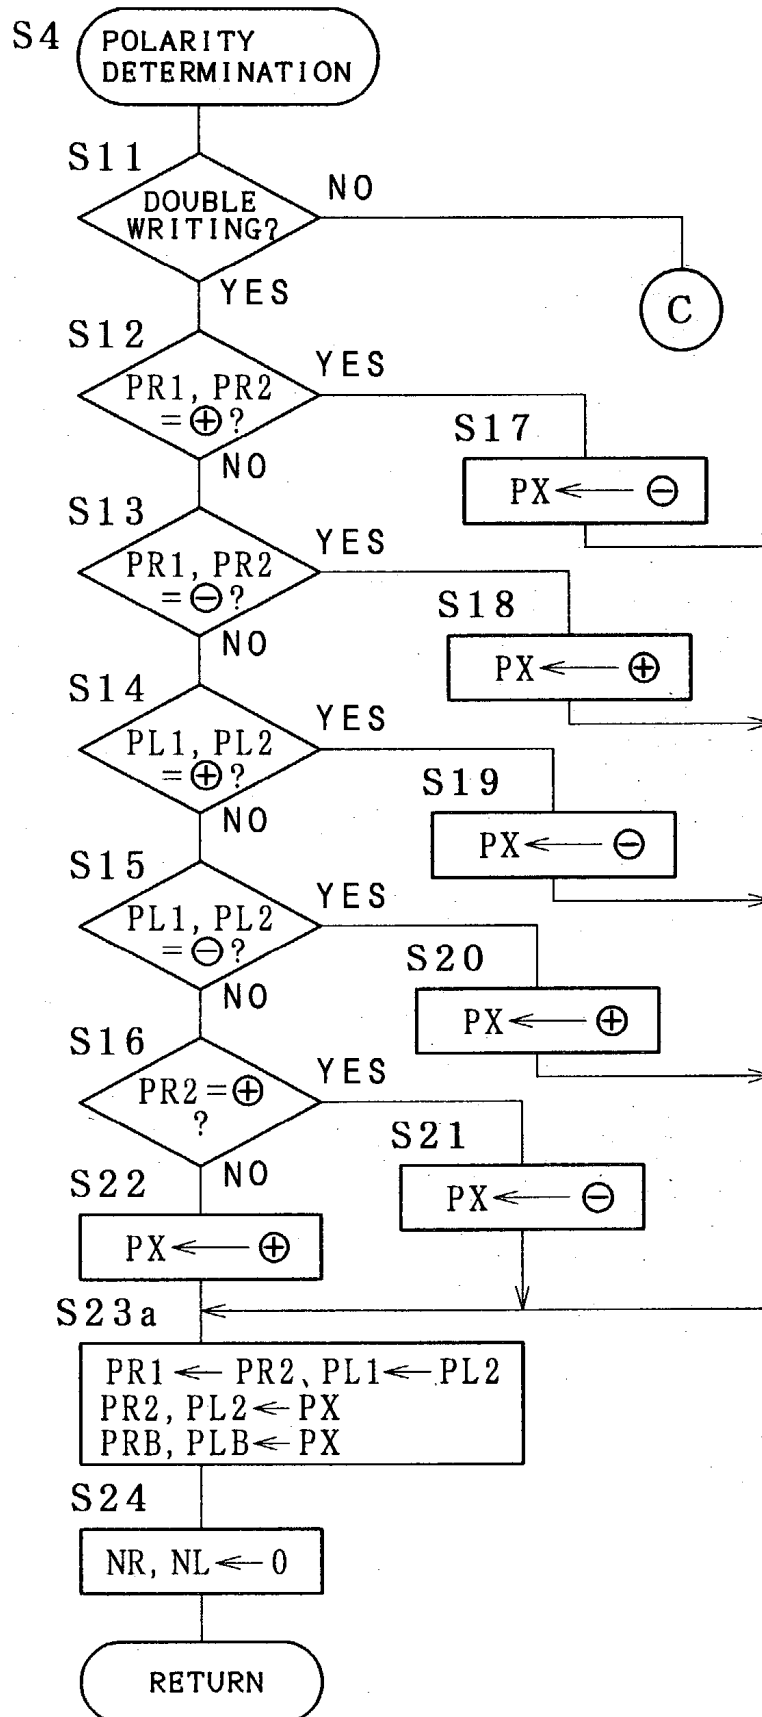 S4
POLARITY
DETERMINATION
S11
DOUBLE
WRITING?
NO
YES
C
S12
PR1, PR2
=⊕?
YES
NO
S17
PX←⊖
S13
PR1, PR2
=⊖?
YES
NO
S18
PX←⊕
S14
PL1, PL2
=⊕?
YES
NO
S19
PX←⊖
S15
PL1, PL2
=⊖?
YES
NO
S20
PX←⊕
S16
PR2=⊕
?
YES
NO
S21
PX←⊖
S22
PX←⊕
S23a
PR1←PR2、PL1←PL2
PR2, PL2←PX
PRB, PLB←PX
S24
NR, NL←0
RETURN